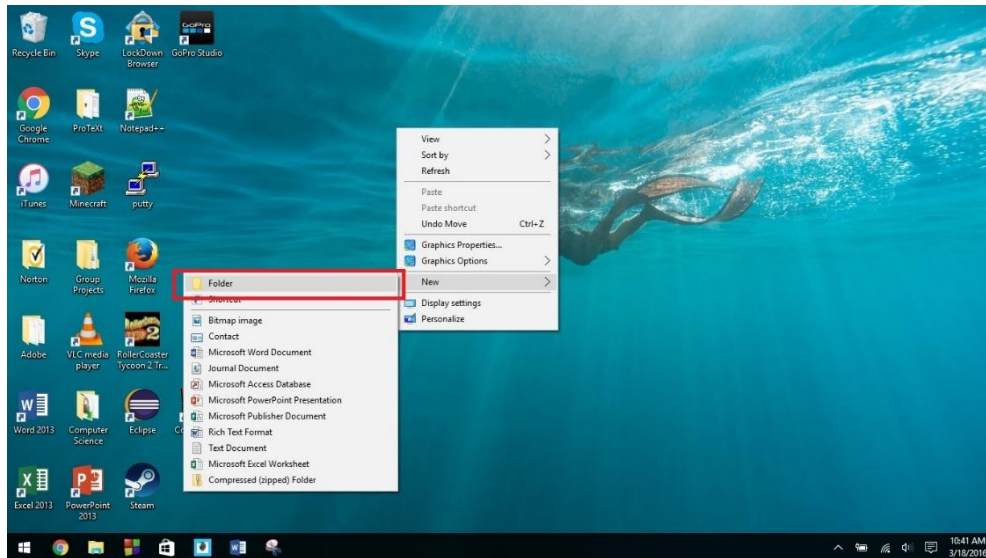 Recycle Bin
Skype
LockDown
Browser
GoPro
GoPro Studio
Google
Chrome
ProTeXt
Notepad++
iTunes
Minecraft
putty
Norton
Group
Projects
Mozilla
Firefox
Adobe
VLC media
player
RollerCoaster
Tycoon 2 Tr...
Word 2013
Computer
Science
Eclipse
Excel 2013
PowerPoint
2013
Steam
View
Sort by
Refresh
Paste
Paste shortcut
Undo Move Ctrl+Z
Graphics Properties...
Graphics Options
New
Display settings
Personalize
Folder
Shortcut
Bitmap image
Contact
Microsoft Word Document
Journal Document
Microsoft Access Database
Microsoft PowerPoint Presentation
Microsoft Publisher Document
Rich Text Format
Text Document
Microsoft Excel Worksheet
Compressed (zipped) Folder
10:41 AM
3/18/2016